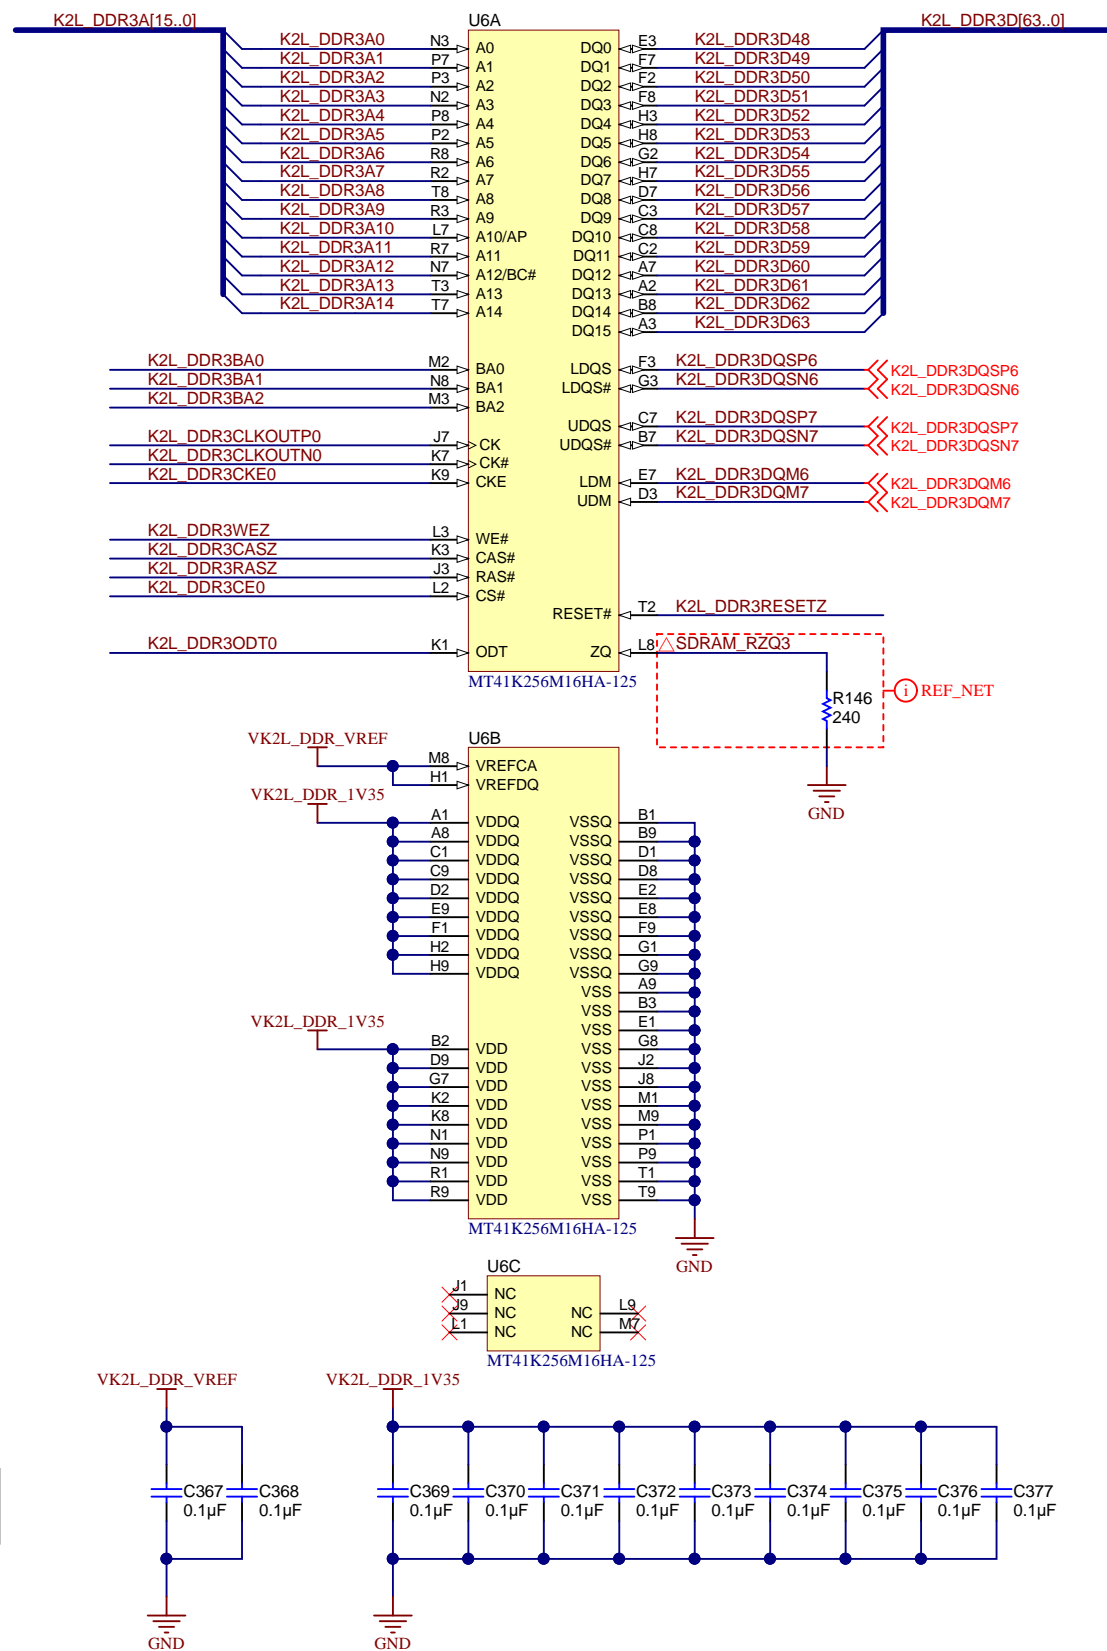 K2L_DDR3A[15..0] U6A K2L_DDR3D[63..0]
K2L_DDR3A0 N3 A0 DQ0 E3 K2L_DDR3D48
K2L_DDR3A1 P7 A1 DQ1 F7 K2L_DDR3D49
K2L_DDR3A2 P3 A2 DQ2 F2 K2L_DDR3D50
K2L_DDR3A3 N2 A3 DQ3 F8 K2L_DDR3D51
K2L_DDR3A4 P8 A4 DQ4 H3 K2L_DDR3D52
K2L_DDR3A5 P2 A5 DQ5 H8 K2L_DDR3D53
K2L_DDR3A6 R8 A6 DQ6 G2 K2L_DDR3D54
K2L_DDR3A7 R2 A7 DQ7 H7 K2L_DDR3D55
K2L_DDR3A8 T8 A8 DQ8 D7 K2L_DDR3D56
K2L_DDR3A9 R3 A9 DQ9 C3 K2L_DDR3D57
K2L_DDR3A10 L7 A10/AP DQ10 C8 K2L_DDR3D58
K2L_DDR3A11 R7 A11 DQ11 C2 K2L_DDR3D59
K2L_DDR3A12 N7 A12/BC# DQ12 A7 K2L_DDR3D60
K2L_DDR3A13 T3 A13 DQ13 A2 K2L_DDR3D61
K2L_DDR3A14 T7 A14 DQ14 B8 K2L_DDR3D62
DQ15 A3 K2L_DDR3D63
K2L_DDR3BA0 M2 BA0 LDQS F3 K2L_DDR3DQSP6 K2L_DDR3DQSP6
K2L_DDR3BA1 N8 BA1 LDQS# G3 K2L_DDR3DQSN6 K2L_DDR3DQSN6
K2L_DDR3BA2 M3 BA2
UDQS C7 K2L_DDR3DQSP7 K2L_DDR3DQSP7
K2L_DDR3CLKOUTP0 J7 CK UDQS# B7 K2L_DDR3DQSN7 K2L_DDR3DQSN7
K2L_DDR3CLKOUTN0 K7 CK#
K2L_DDR3CKE0 K9 CKE LDM E7 K2L_DDR3DQM6 K2L_DDR3DQM6
UDM D3 K2L_DDR3DQM7 K2L_DDR3DQM7
K2L_DDR3WEZ L3 WE#
K2L_DDR3CASZ K3 CAS#
K2L_DDR3RASZ J3 RAS#
K2L_DDR3CE0 L2 CS#
RESET# T2 K2L_DDR3RESETZ
K2L_DDR3ODT0 K1 ODT ZQ L8 SDRAM_RZQ3
MT41K256M16HA-125
i REF_NET
R146
240
GND
U6B
VK2L_DDR_VREF
M8 VREFCA
H1 VREFDQ
VK2L_DDR_1V35
A1 VDDQ VSSQ B1
A8 VDDQ VSSQ B9
C1 VDDQ VSSQ D1
C9 VDDQ VSSQ D8
D2 VDDQ VSSQ E2
E9 VDDQ VSSQ E8
F1 VDDQ VSSQ F9
H2 VDDQ VSSQ G1
H9 VDDQ VSSQ G9
VSS A9
VSS B3
VK2L_DDR_1V35 VSS E1
B2 VDD VSS G8
D9 VDD VSS J2
G7 VDD VSS J8
K2 VDD VSS M1
K8 VDD VSS M9
N1 VDD VSS P1
N9 VDD VSS P9
R1 VDD VSS T1
R9 VDD VSS T9
MT41K256M16HA-125
GND
U6C
J1 NC
J9 NC NC L9
L1 NC NC M7
MT41K256M16HA-125
VK2L_DDR_VREF VK2L_DDR_1V35
C367 C368 C369 C370 C371 C372 C373 C374 C375 C376 C377
0.1µF 0.1µF 0.1µF 0.1µF 0.1µF 0.1µF 0.1µF 0.1µF 0.1µF 0.1µF 0.1µF
GND GND